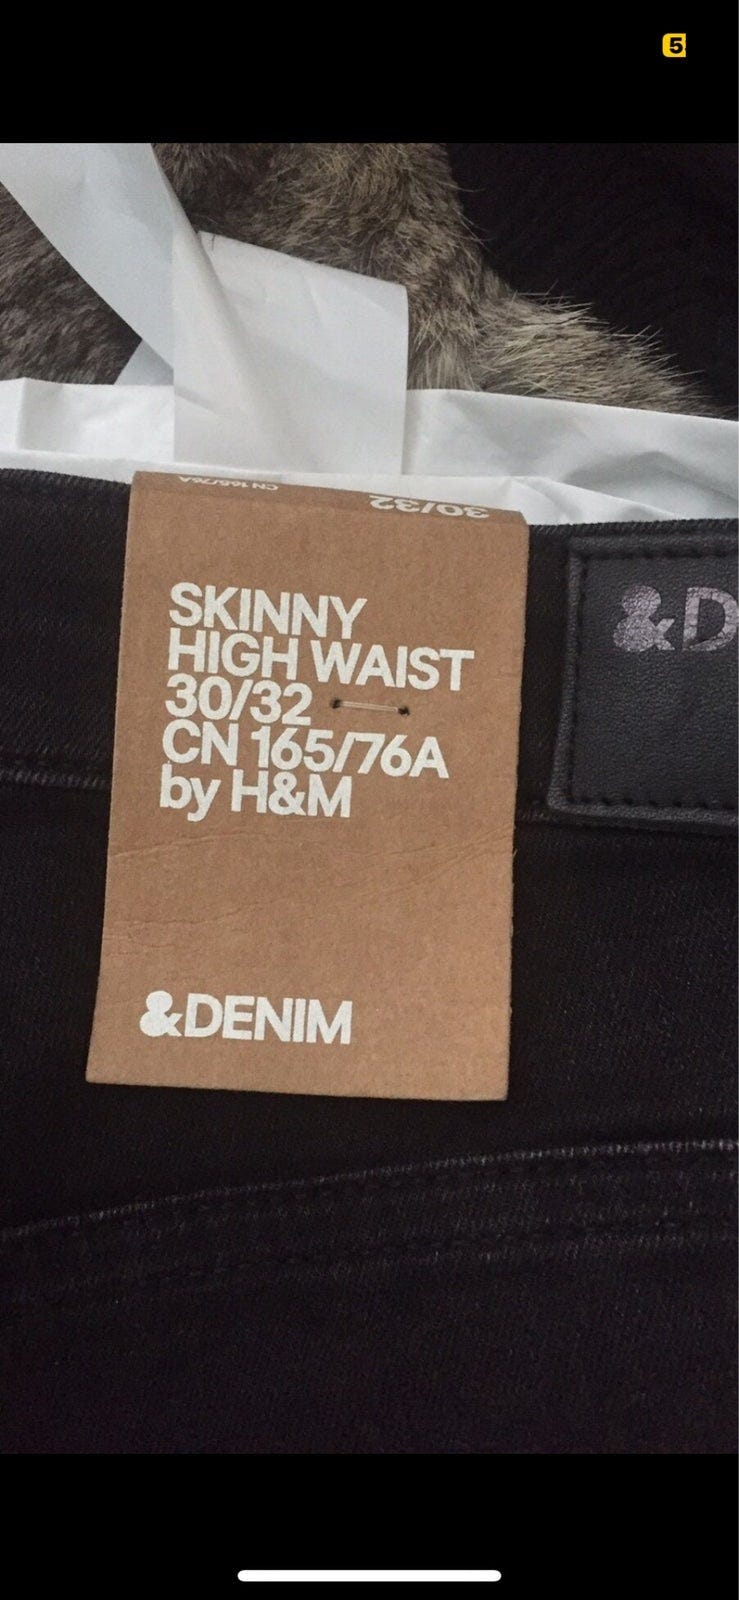 5
CN 165/76A
30/32
SKINNY
HIGH WAIST
30/32
CN 165/76A
by H&M
&DENIM
&D